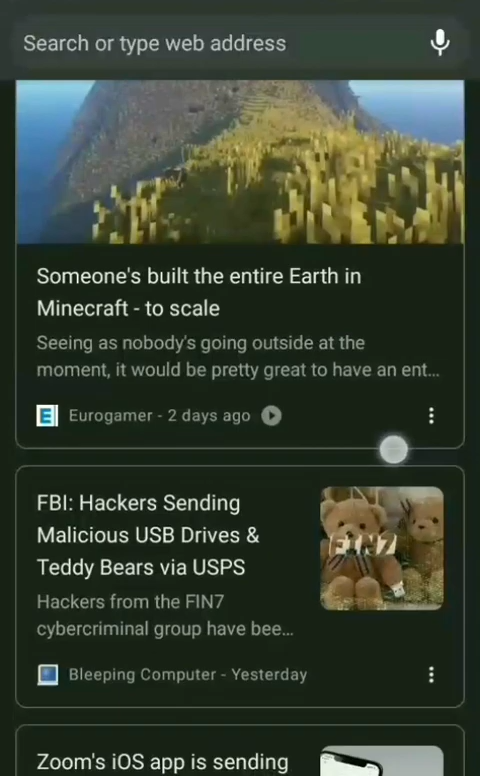 Search or type web address
Someone's built the entire Earth in
Minecraft - to scale
Seeing as nobody's going outside at the
moment, it would be pretty great to have an ent...
E Eurogamer - 2 days ago
FBI: Hackers Sending
Malicious USB Drives &
Teddy Bears via USPS
FIN7
Hackers from the FIN7
cybercriminal group have bee...
Bleeping Computer - Yesterday
Zoom's iOS app is sending